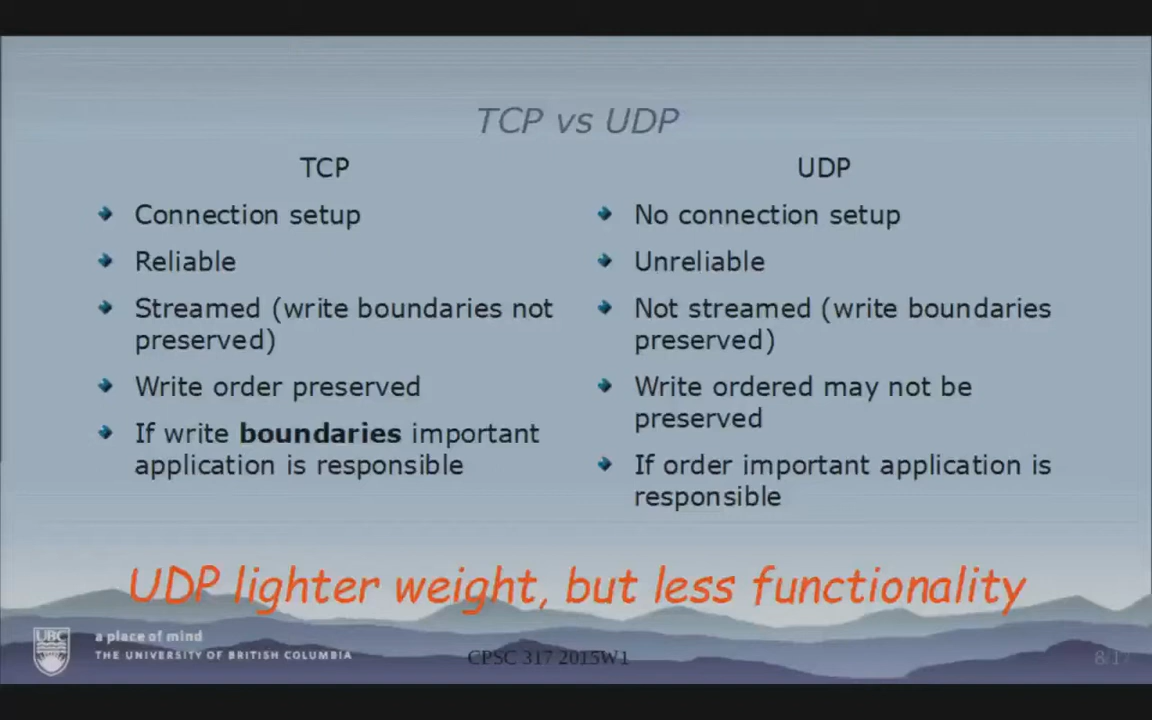 TCP vs UDP
TCP
Connection setup
Reliable
Streamed (write boundaries not
preserved)
Write order preserved
If write boundaries important
application is responsible
UDP
No connection setup
Unreliable
Not streamed (write boundaries
preserved)
Write ordered may not be
preserved
If order important application is
responsible
UDP lighter weight, but less functionality
UBC
a place of mind
THE UNIVERSITY OF BRITISH COLUMBIA
CPSC 317 2015W1